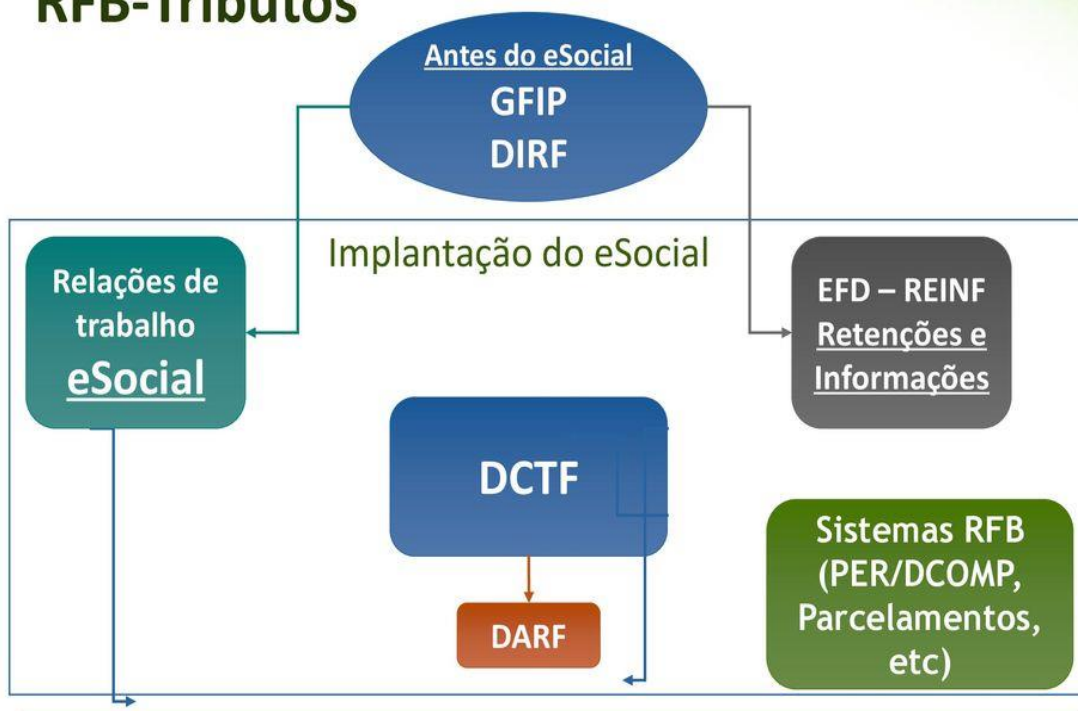 RFB-Tributos
Antes do eSocial
GFIP
DIRF
Implantação do eSocial
Relações de
trabalho
eSocial
EFD – REINF
Retenções e
Informações
DCTF
DARF
Sistemas RFB
(PER/DCOMP,
Parcelamentos,
etc)